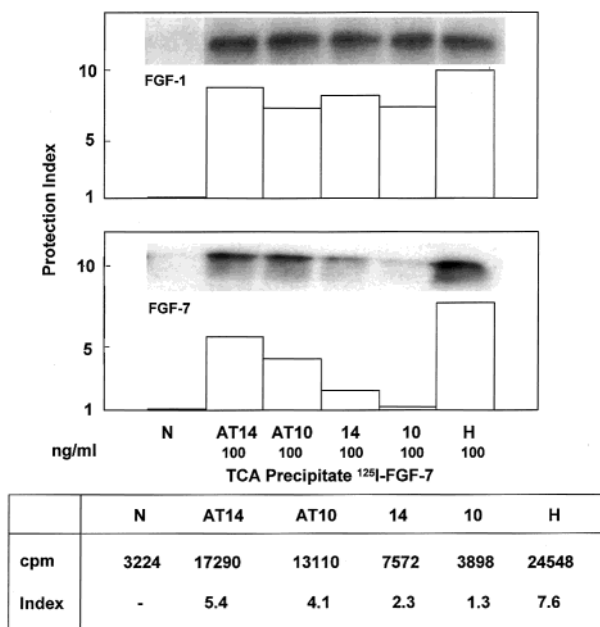 10
FGF-1
5
1
Protection Index
10
FGF-7
5
1
N AT14 AT10 14 10 H
ng/ml 100 100 100 100 100
TCA Precipitate ¹²⁵I-FGF-7
N AT14 AT10 14 10 H
cpm 3224 17290 13110 7572 3898 24548
Index - 5.4 4.1 2.3 1.3 7.6